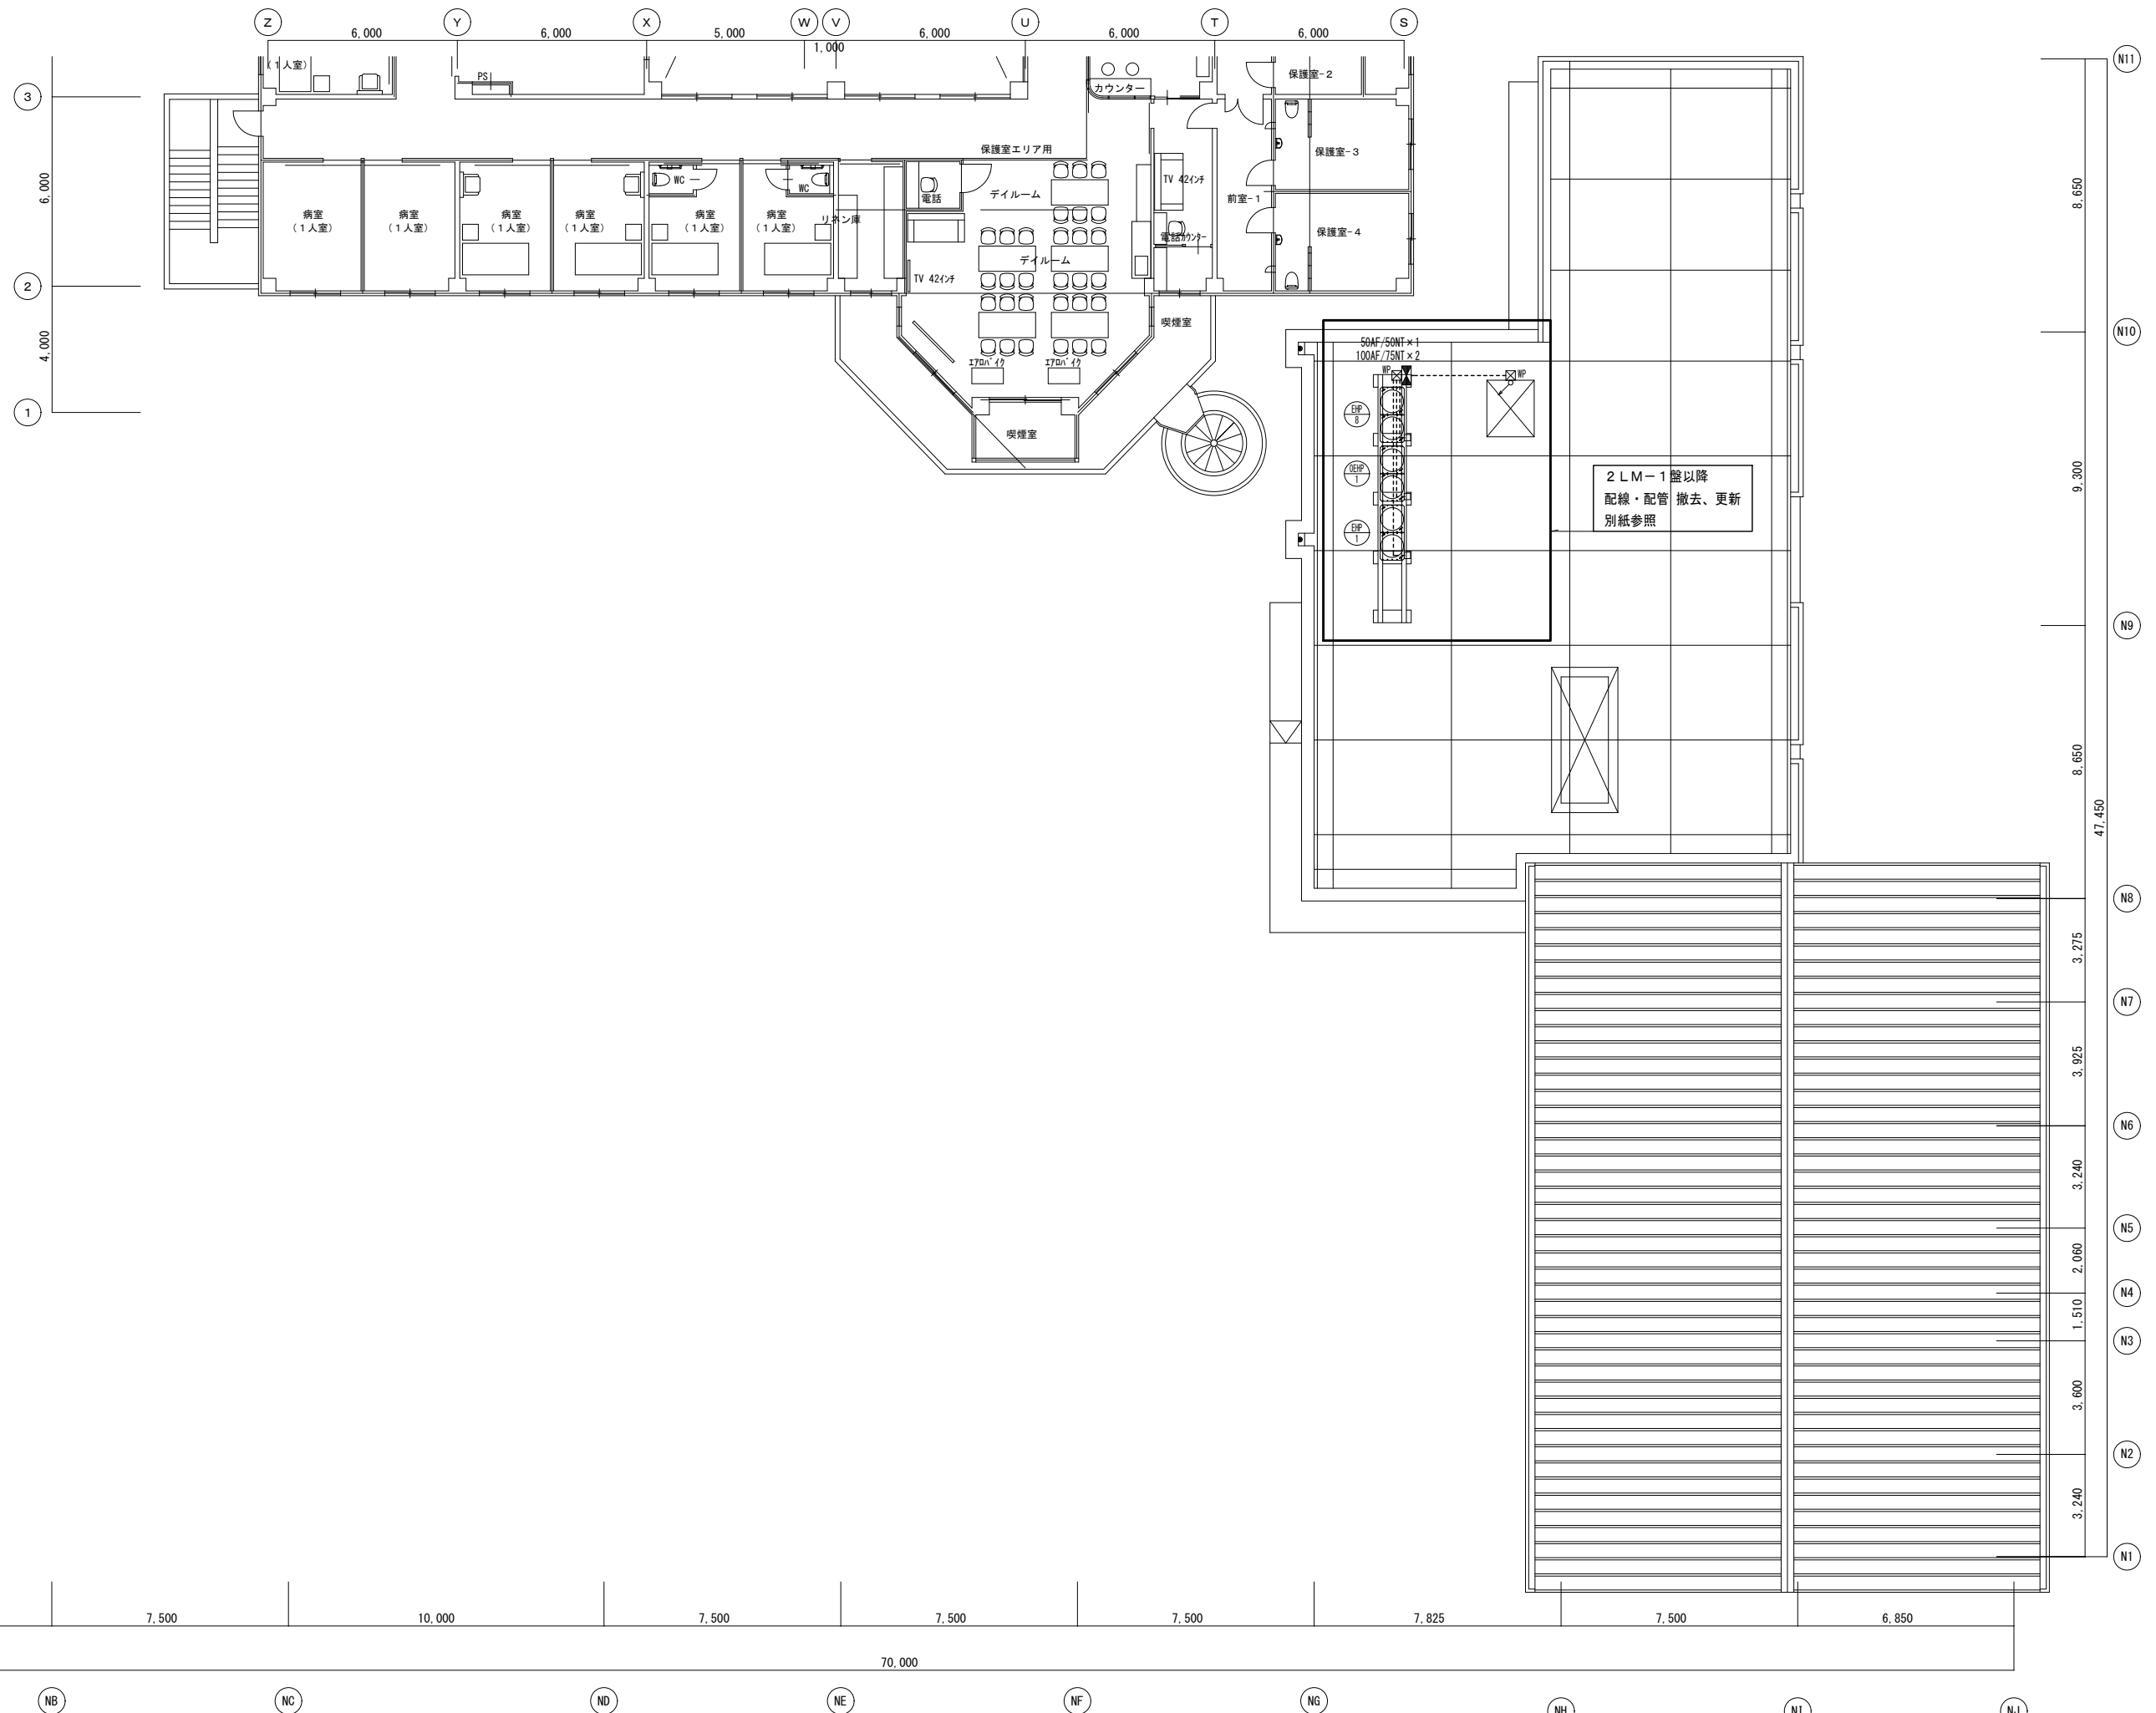 Z
Y
X
W
V
U
T
S
6,000
6,000
5,000
1,000
6,000
6,000
6,000
N11
3
2
1
6,000
4,000
(1人室)
PS
カウンター
保護室-2
保護室エリア用
保護室-3
WC
WC
電話
デイルーム
TV 42インチ
前室-1
病室
(1人室)
病室
(1人室)
病室
(1人室)
病室
(1人室)
病室
(1人室)
病室
(1人室)
リネン庫
電話カウンター
保護室-4
デイルーム
TV 42インチ
喫煙室
エアロバイク
エアロバイク
喫煙室
50AF/50NT×1
100AF/75NT×2
WP
WP
EHP
8
OEHP
1
EHP
1
2LM-1盤以降
配線・配管 撤去、更新
別紙参照
8,650
N10
9,300
N9
8,650
47,450
N8
3,275
N7
3,925
N6
3,240
N5
2,060
N4
1,510
N3
3,600
N2
3,240
N1
7,500
10,000
7,500
7,500
7,500
7,825
7,500
6,850
70,000
NB
NC
ND
NE
NF
NG
NH
NI
NJ